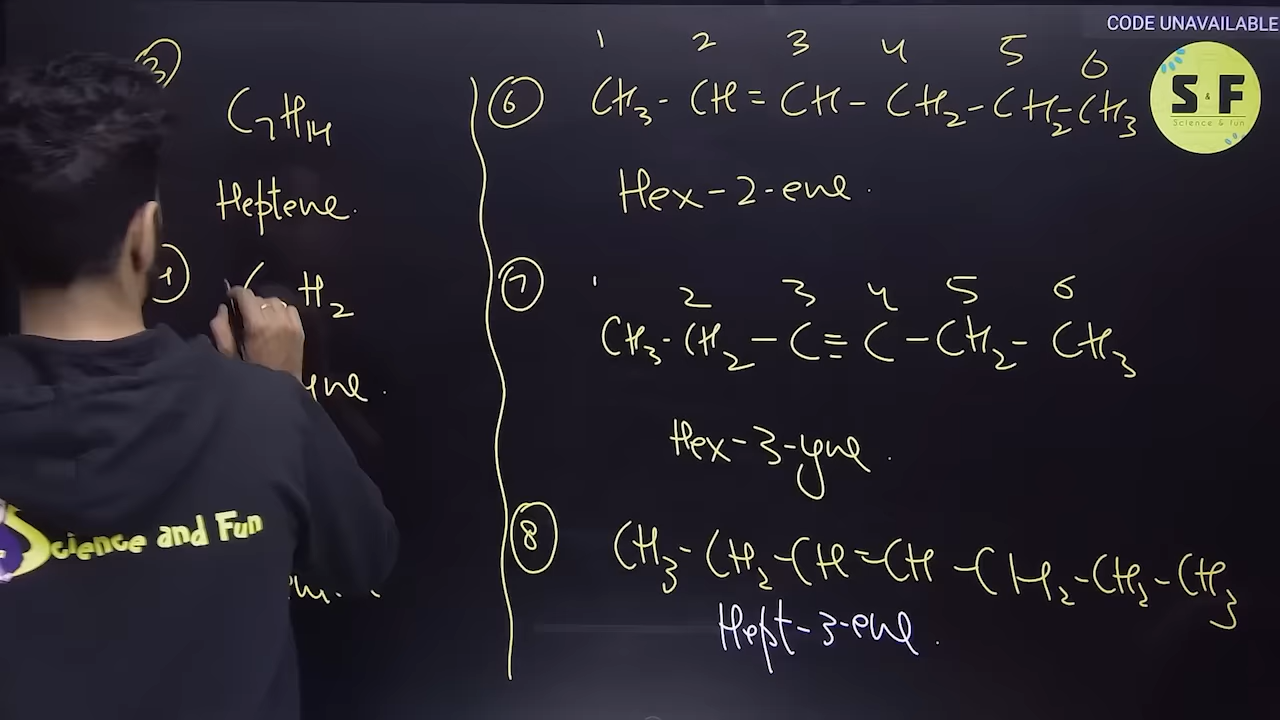 CODE UNAVAILABLE
S&F
Science & fun
3
C7H14
Heptene.
H2
yne.
6
1 2 3 4 5 6
CH3-CH=CH-CH2-CH2-CH3
Hex-2-ene.
7
1 2 3 4 5 6
CH3-CH2-C≡C-CH2-CH3
Hex-3-yne.
8
CH3-CH2-CH=CH-CH2-CH2-CH3
Hept-3-ene.
Science and Fun